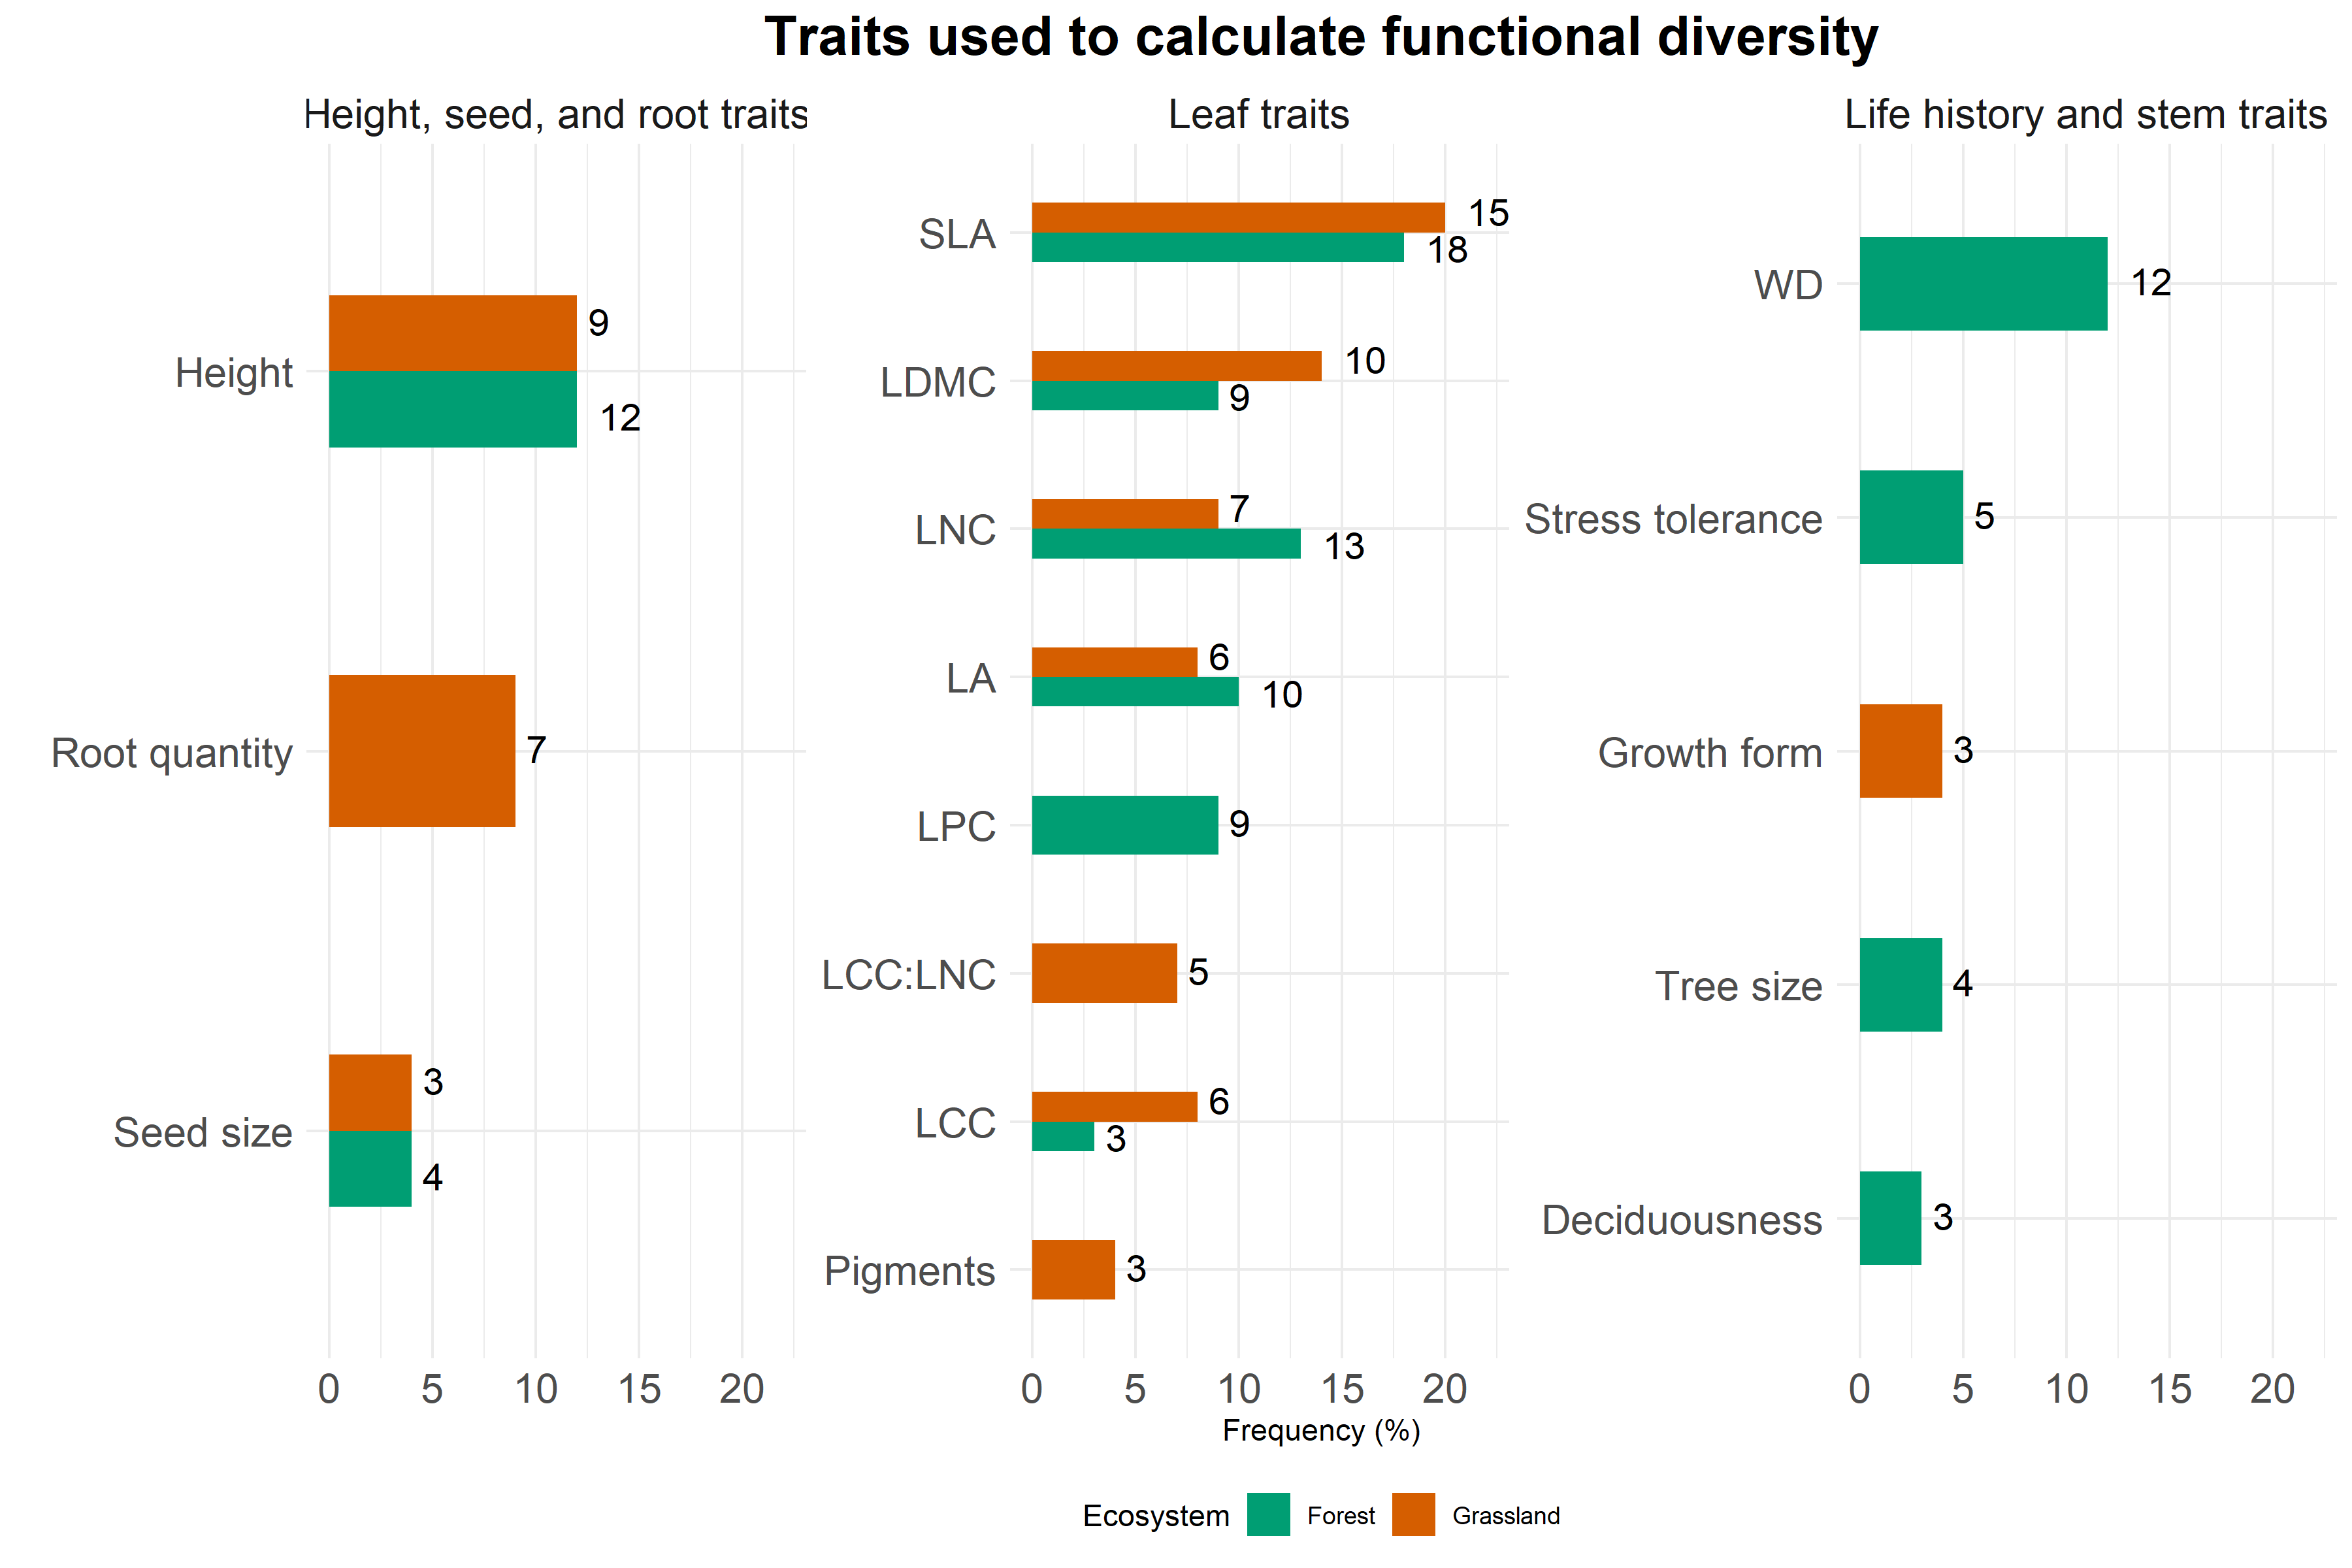 Traits used to calculate functional diversity
Height, seed, and root traits
Height
9
12
Root quantity
7
Seed size
3
4
0 5 10 15 20
Leaf traits
SLA
15
18
LDMC
10
9
LNC
7
13
LA
6
10
LPC
9
LCC:LNC
5
LCC
6
3
Pigments
3
0 5 10 15 20
Frequency (%)
Life history and stem traits
WD
12
Stress tolerance
5
Growth form
3
Tree size
4
Deciduousness
3
0 5 10 15 20
Ecosystem Forest Grassland